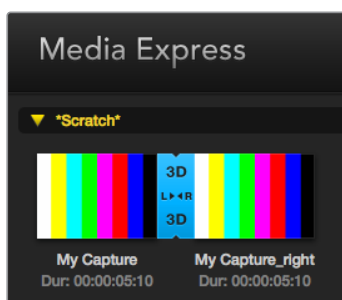 Media Express
*Scratch*
3D
L R
3D
My Capture
My Capture_right
Dur: 00:00:05:10
Dur: 00:00:05:10